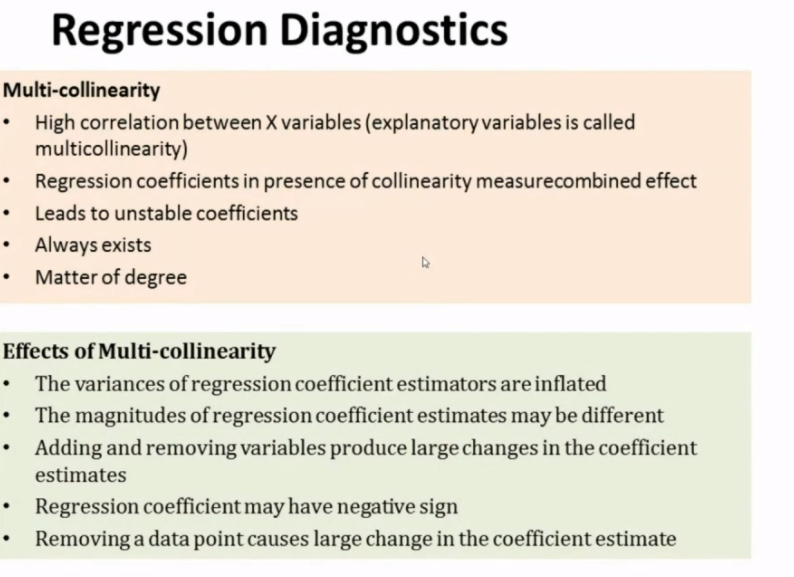 Regression Diagnostics
Multi-collinearity
• High correlation between X variables (explanatory variables is called
multicollinearity)
• Regression coefficients in presence of collinearity measurecombined effect
• Leads to unstable coefficients
• Always exists
• Matter of degree
Effects of Multi-collinearity
• The variances of regression coefficient estimators are inflated
• The magnitudes of regression coefficient estimates may be different
• Adding and removing variables produce large changes in the coefficient
estimates
• Regression coefficient may have negative sign
• Removing a data point causes large change in the coefficient estimate